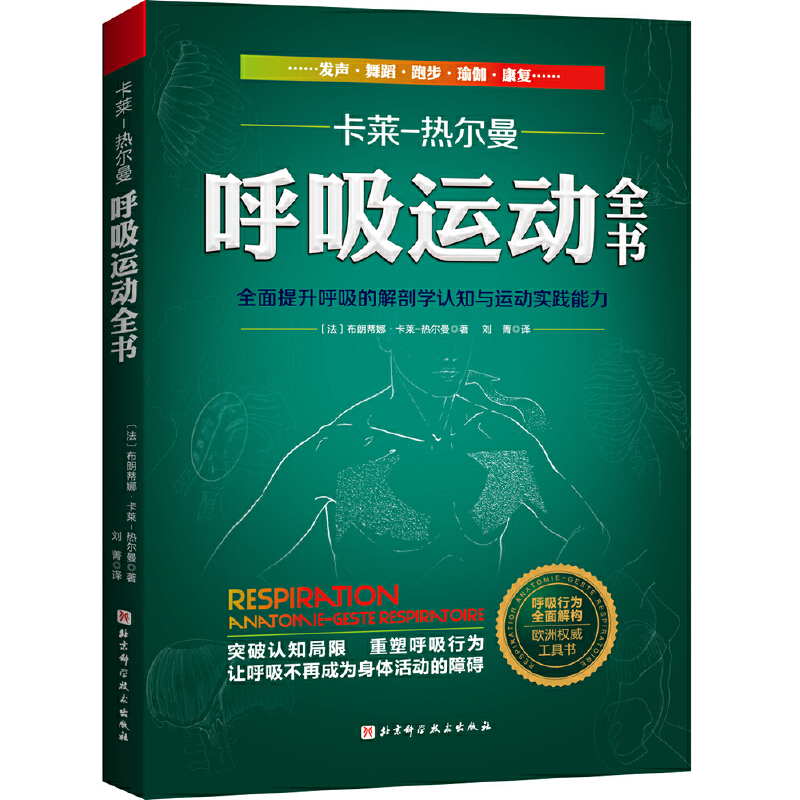 ……发声·舞蹈·跑步·瑜伽·康复……
卡莱-热尔曼
呼吸运动全书
全面提升呼吸的解剖学认知与运动实践能力
[法]布朗蒂娜·卡莱-热尔曼◎著 刘菁◎译
RESPIRATION
ANATOMIE-GESTE RESPIRATOIRE
突破认知局限 重塑呼吸行为
让呼吸不再成为身体活动的障碍
RESPIRATION ANATOMIE-GESTE RESPIRATOIRE
呼吸行为
全面解构
欧洲权威
工具书
北京科学技术出版社
卡莱-热尔曼
呼吸运动全书
[法]布朗蒂娜·卡莱-热尔曼◎著
刘菁◎译
北京科学技术出版社